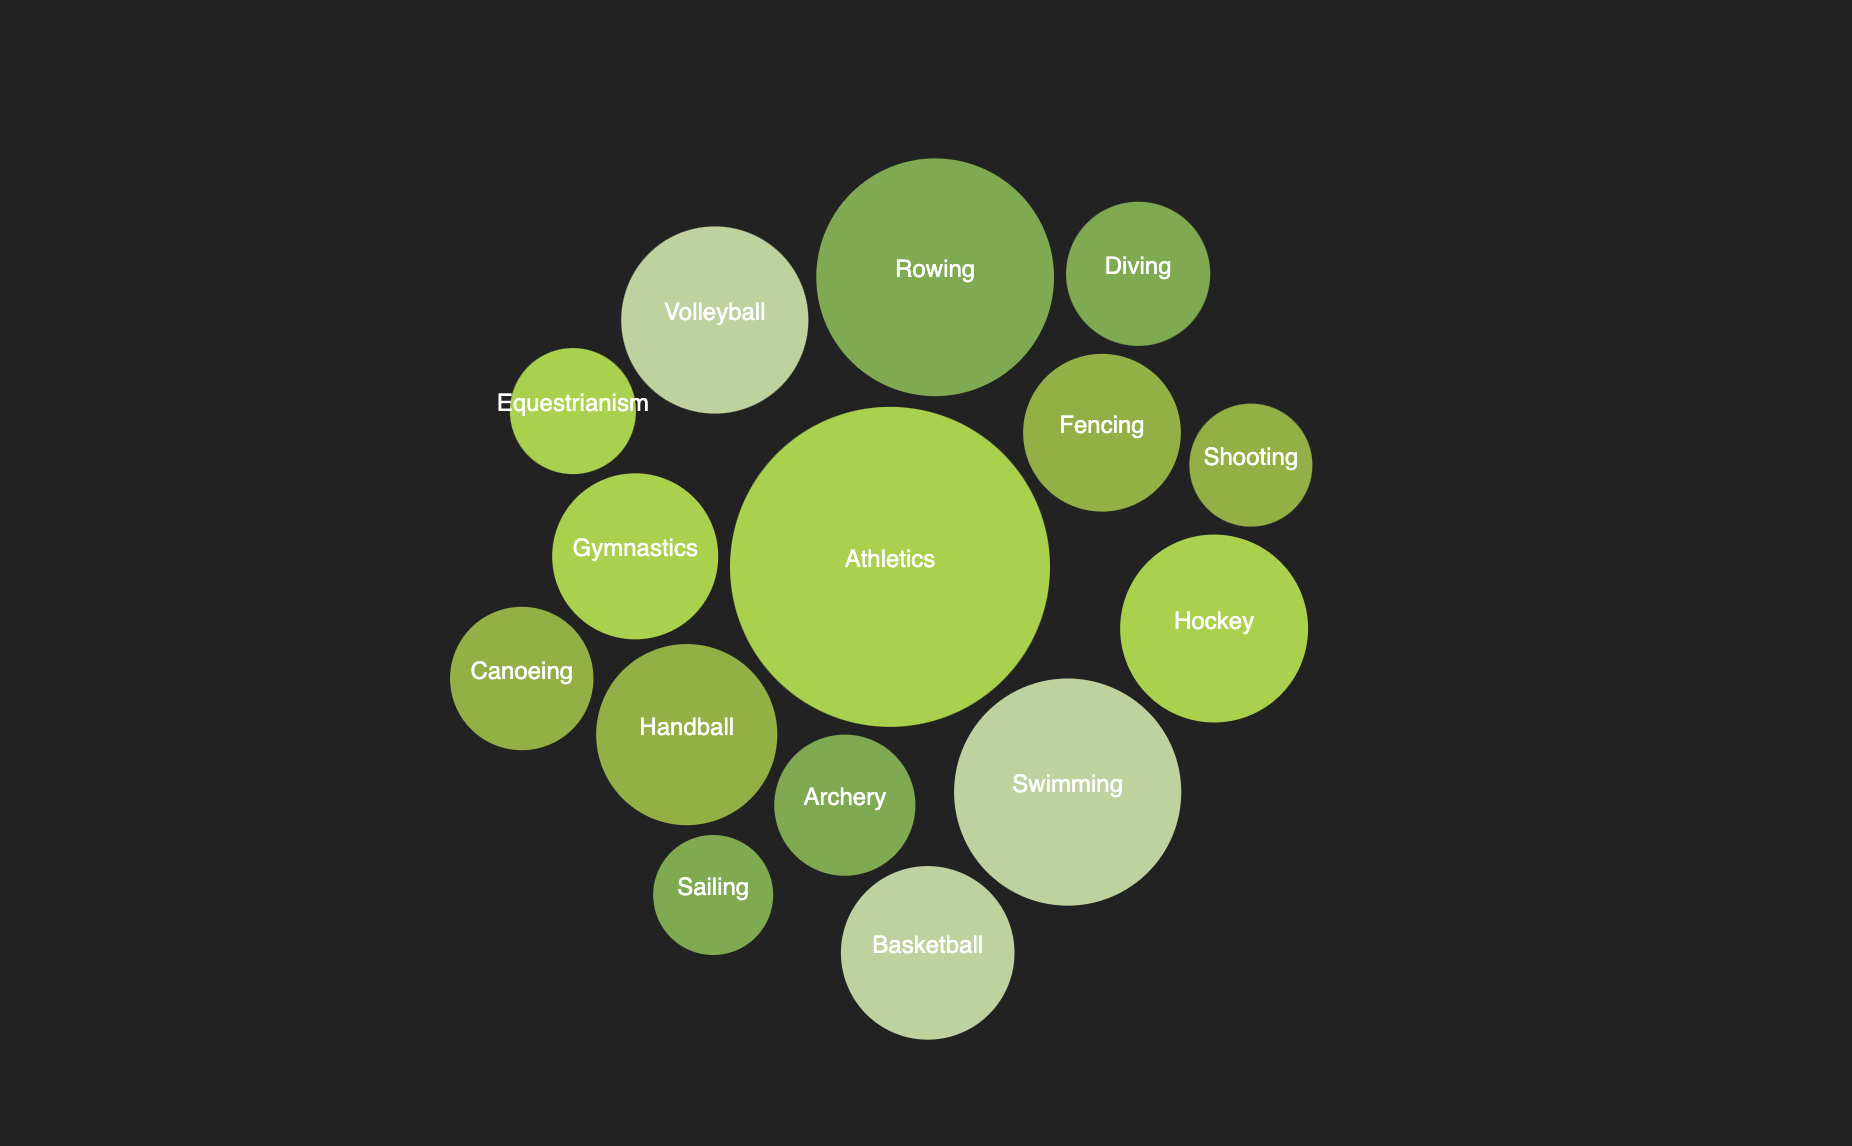 Rowing
Diving
Volleyball
Equestrianism
Fencing
Shooting
Gymnastics
Athletics
Hockey
Canoeing
Handball
Archery
Swimming
Sailing
Basketball